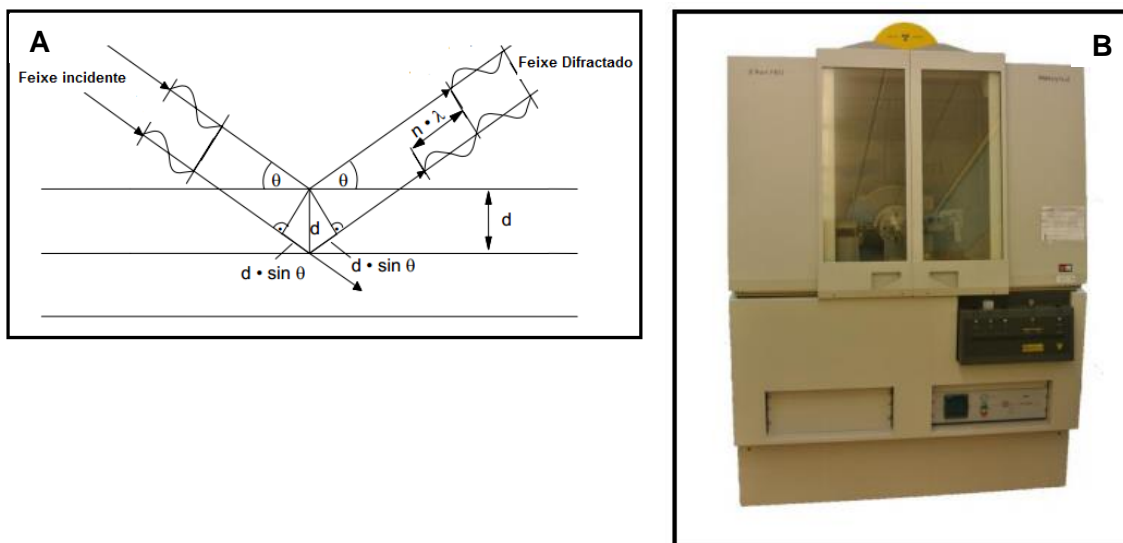 A
Feixe incidente
Feixe Difractado
n • λ
θ
θ
d
d
d • sin θ
d • sin θ
B